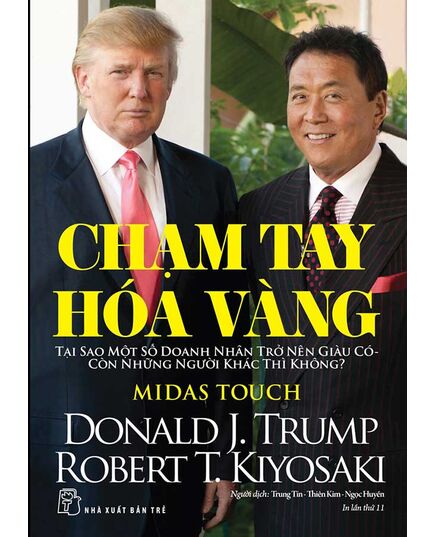 CHẠM TAY
HÓA VÀNG
TẠI SAO MỘT SỐ DOANH NHÂN TRỞ NÊN GIÀU CÓ-
CÒN NHỮNG NGƯỜI KHÁC THÌ KHÔNG?
MIDAS TOUCH
DONALD J. TRUMP
ROBERT T. KIYOSAKI
Người dịch: Trung Tín - Thiên Kim - Ngọc Huyền
In lần thứ 11
NHÀ XUẤT BẢN TRẺ